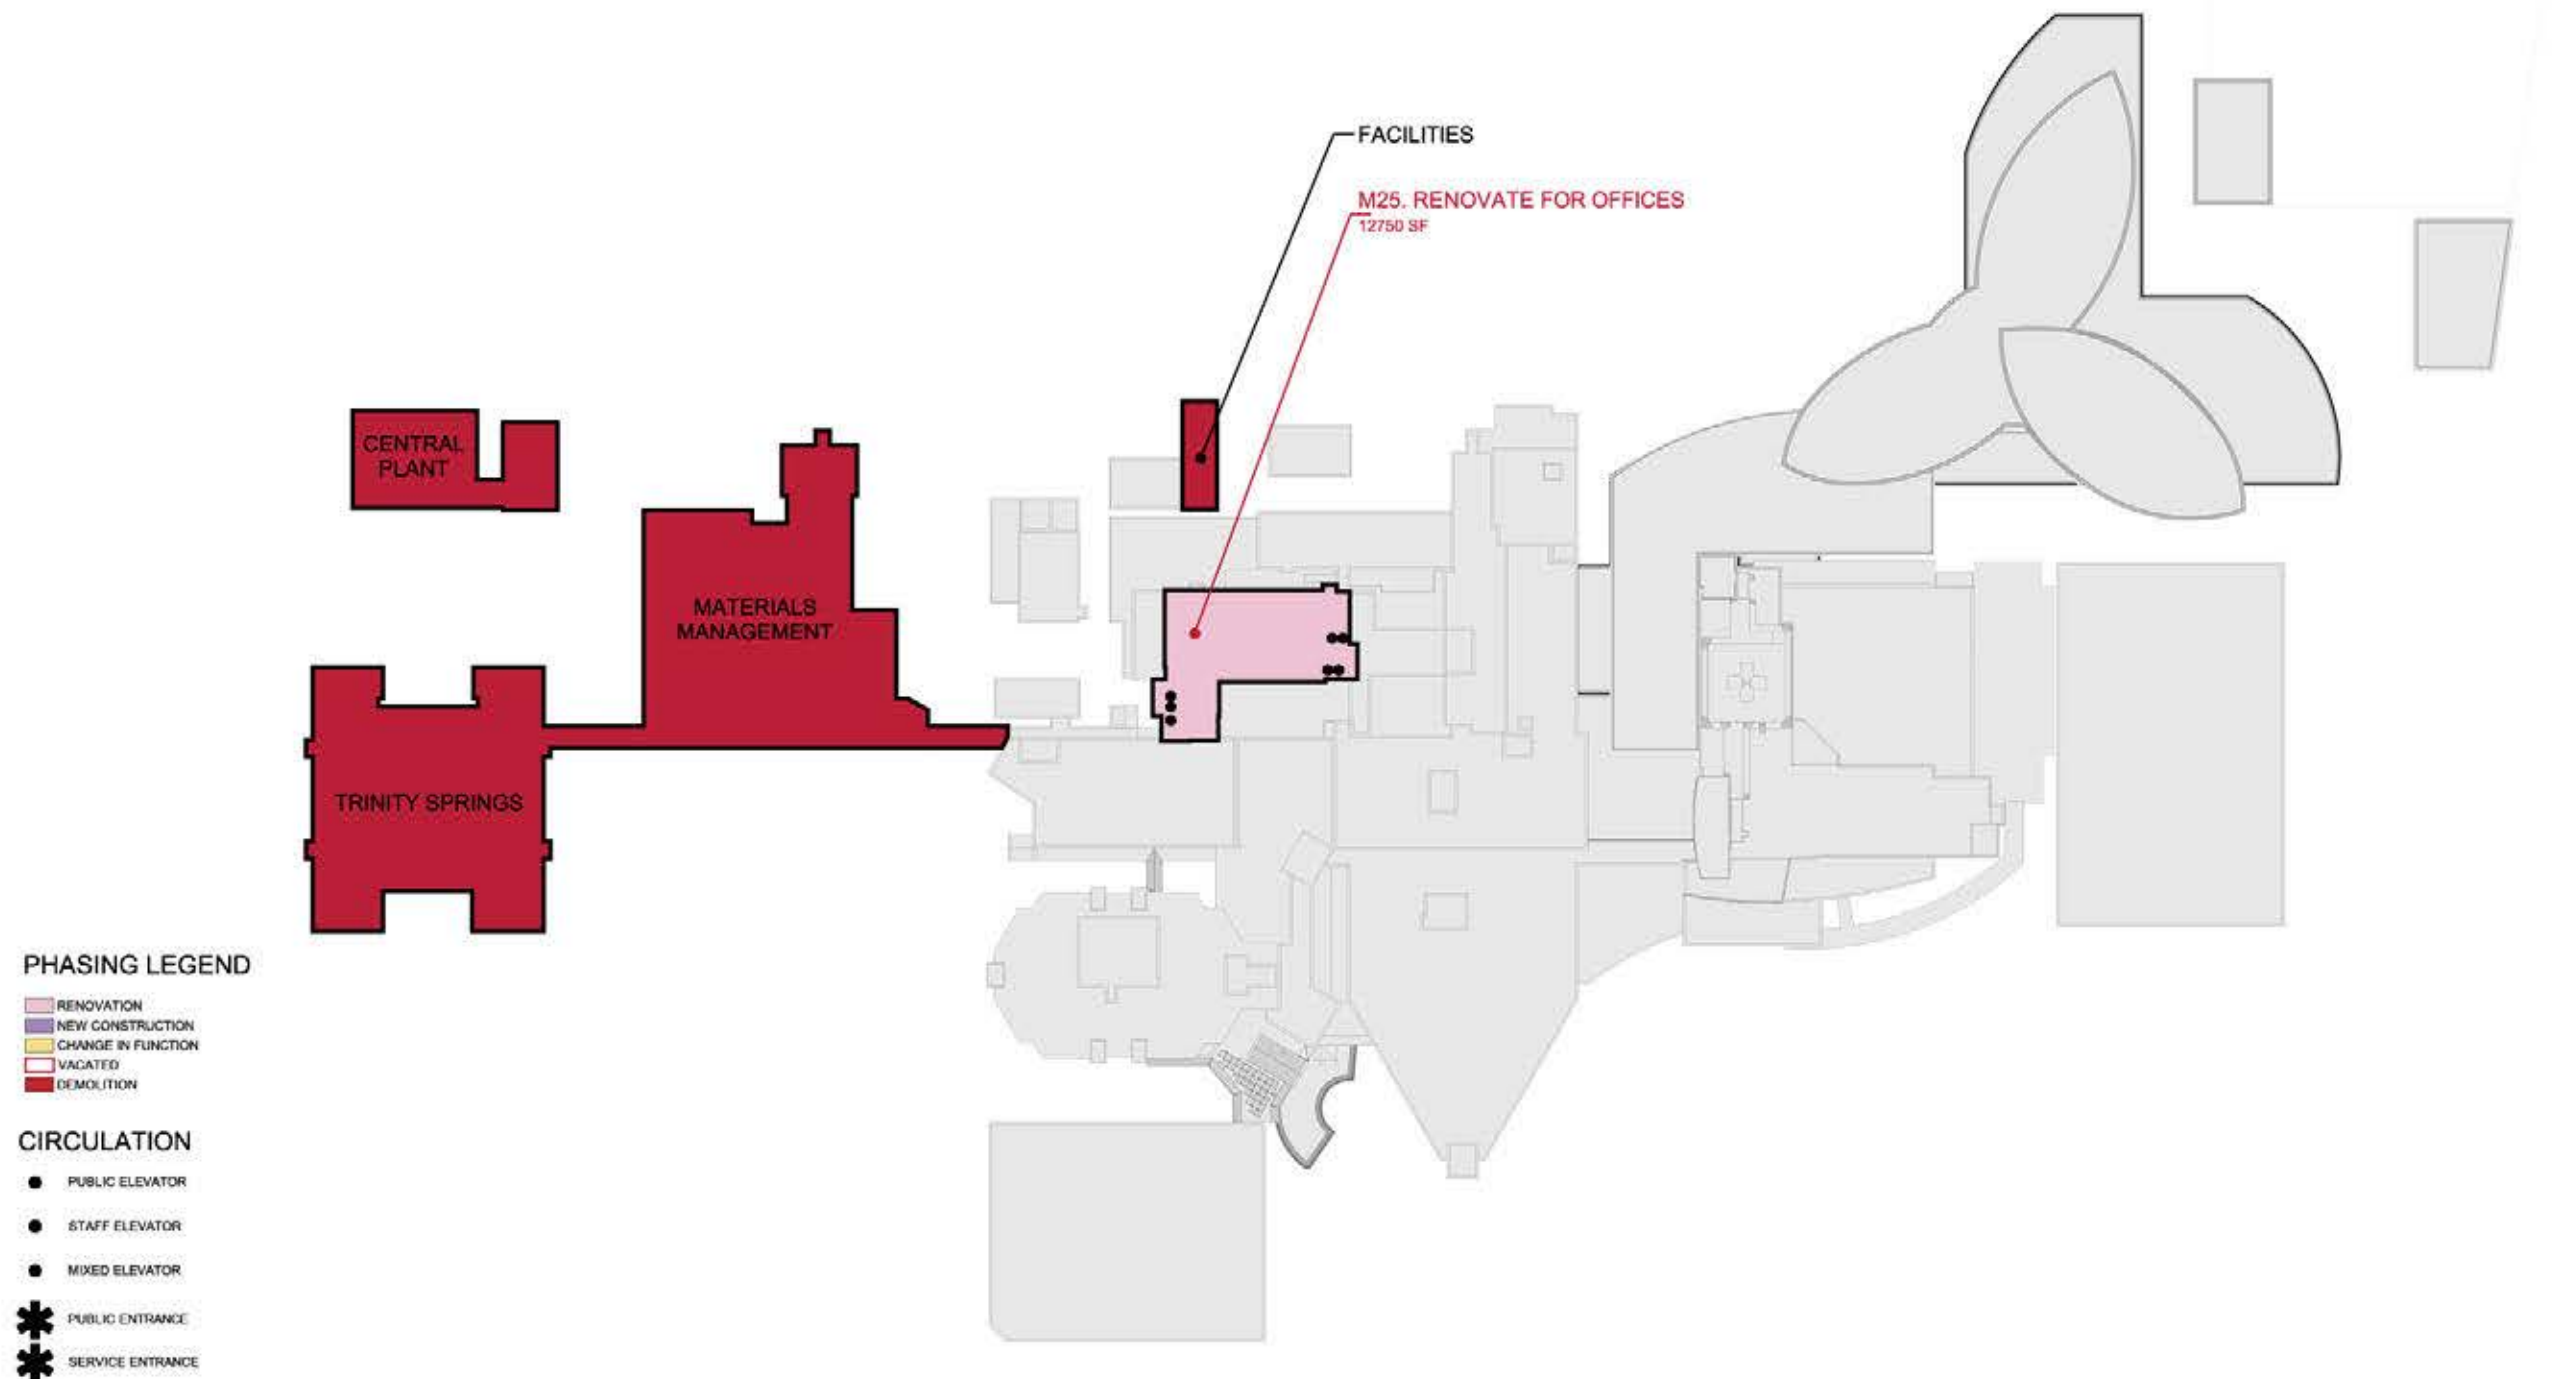 FACILITIES
M25. RENOVATE FOR OFFICES
12750 SF
CENTRAL
PLANT
MATERIALS
MANAGEMENT
TRINITY SPRINGS
PHASING LEGEND
RENOVATION
NEW CONSTRUCTION
CHANGE IN FUNCTION
VACATED
DEMOLITION
CIRCULATION
PUBLIC ELEVATOR
STAFF ELEVATOR
MIXED ELEVATOR
PUBLIC ENTRANCE
SERVICE ENTRANCE